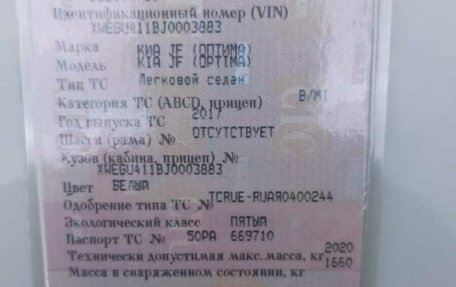 Идентификационный номер (VIN)
XWEGU411BJ0003883
Марка КИА JF (ОПТИМА)
Модель KIA JF (OPTIMA)
Тип ТС Легковой седан
Категория ТС (ABCD, прицеп) B/M1
Год выпуска ТС 2017
Шасси (рама) № ОТСУТСТВУЕТ
Кузов (кабина, прицеп) №
XWEGU411BJ0003883
Цвет БЕЛЫЙ
Одобрение типа ТС № TCRUE-RUAЯ0400244
Экологический класс ПЯТЫЙ
Паспорт ТС № 50РА 669710
Технически допустимая макс. масса, кг 2020
Масса в снаряженном состоянии, кг 1660